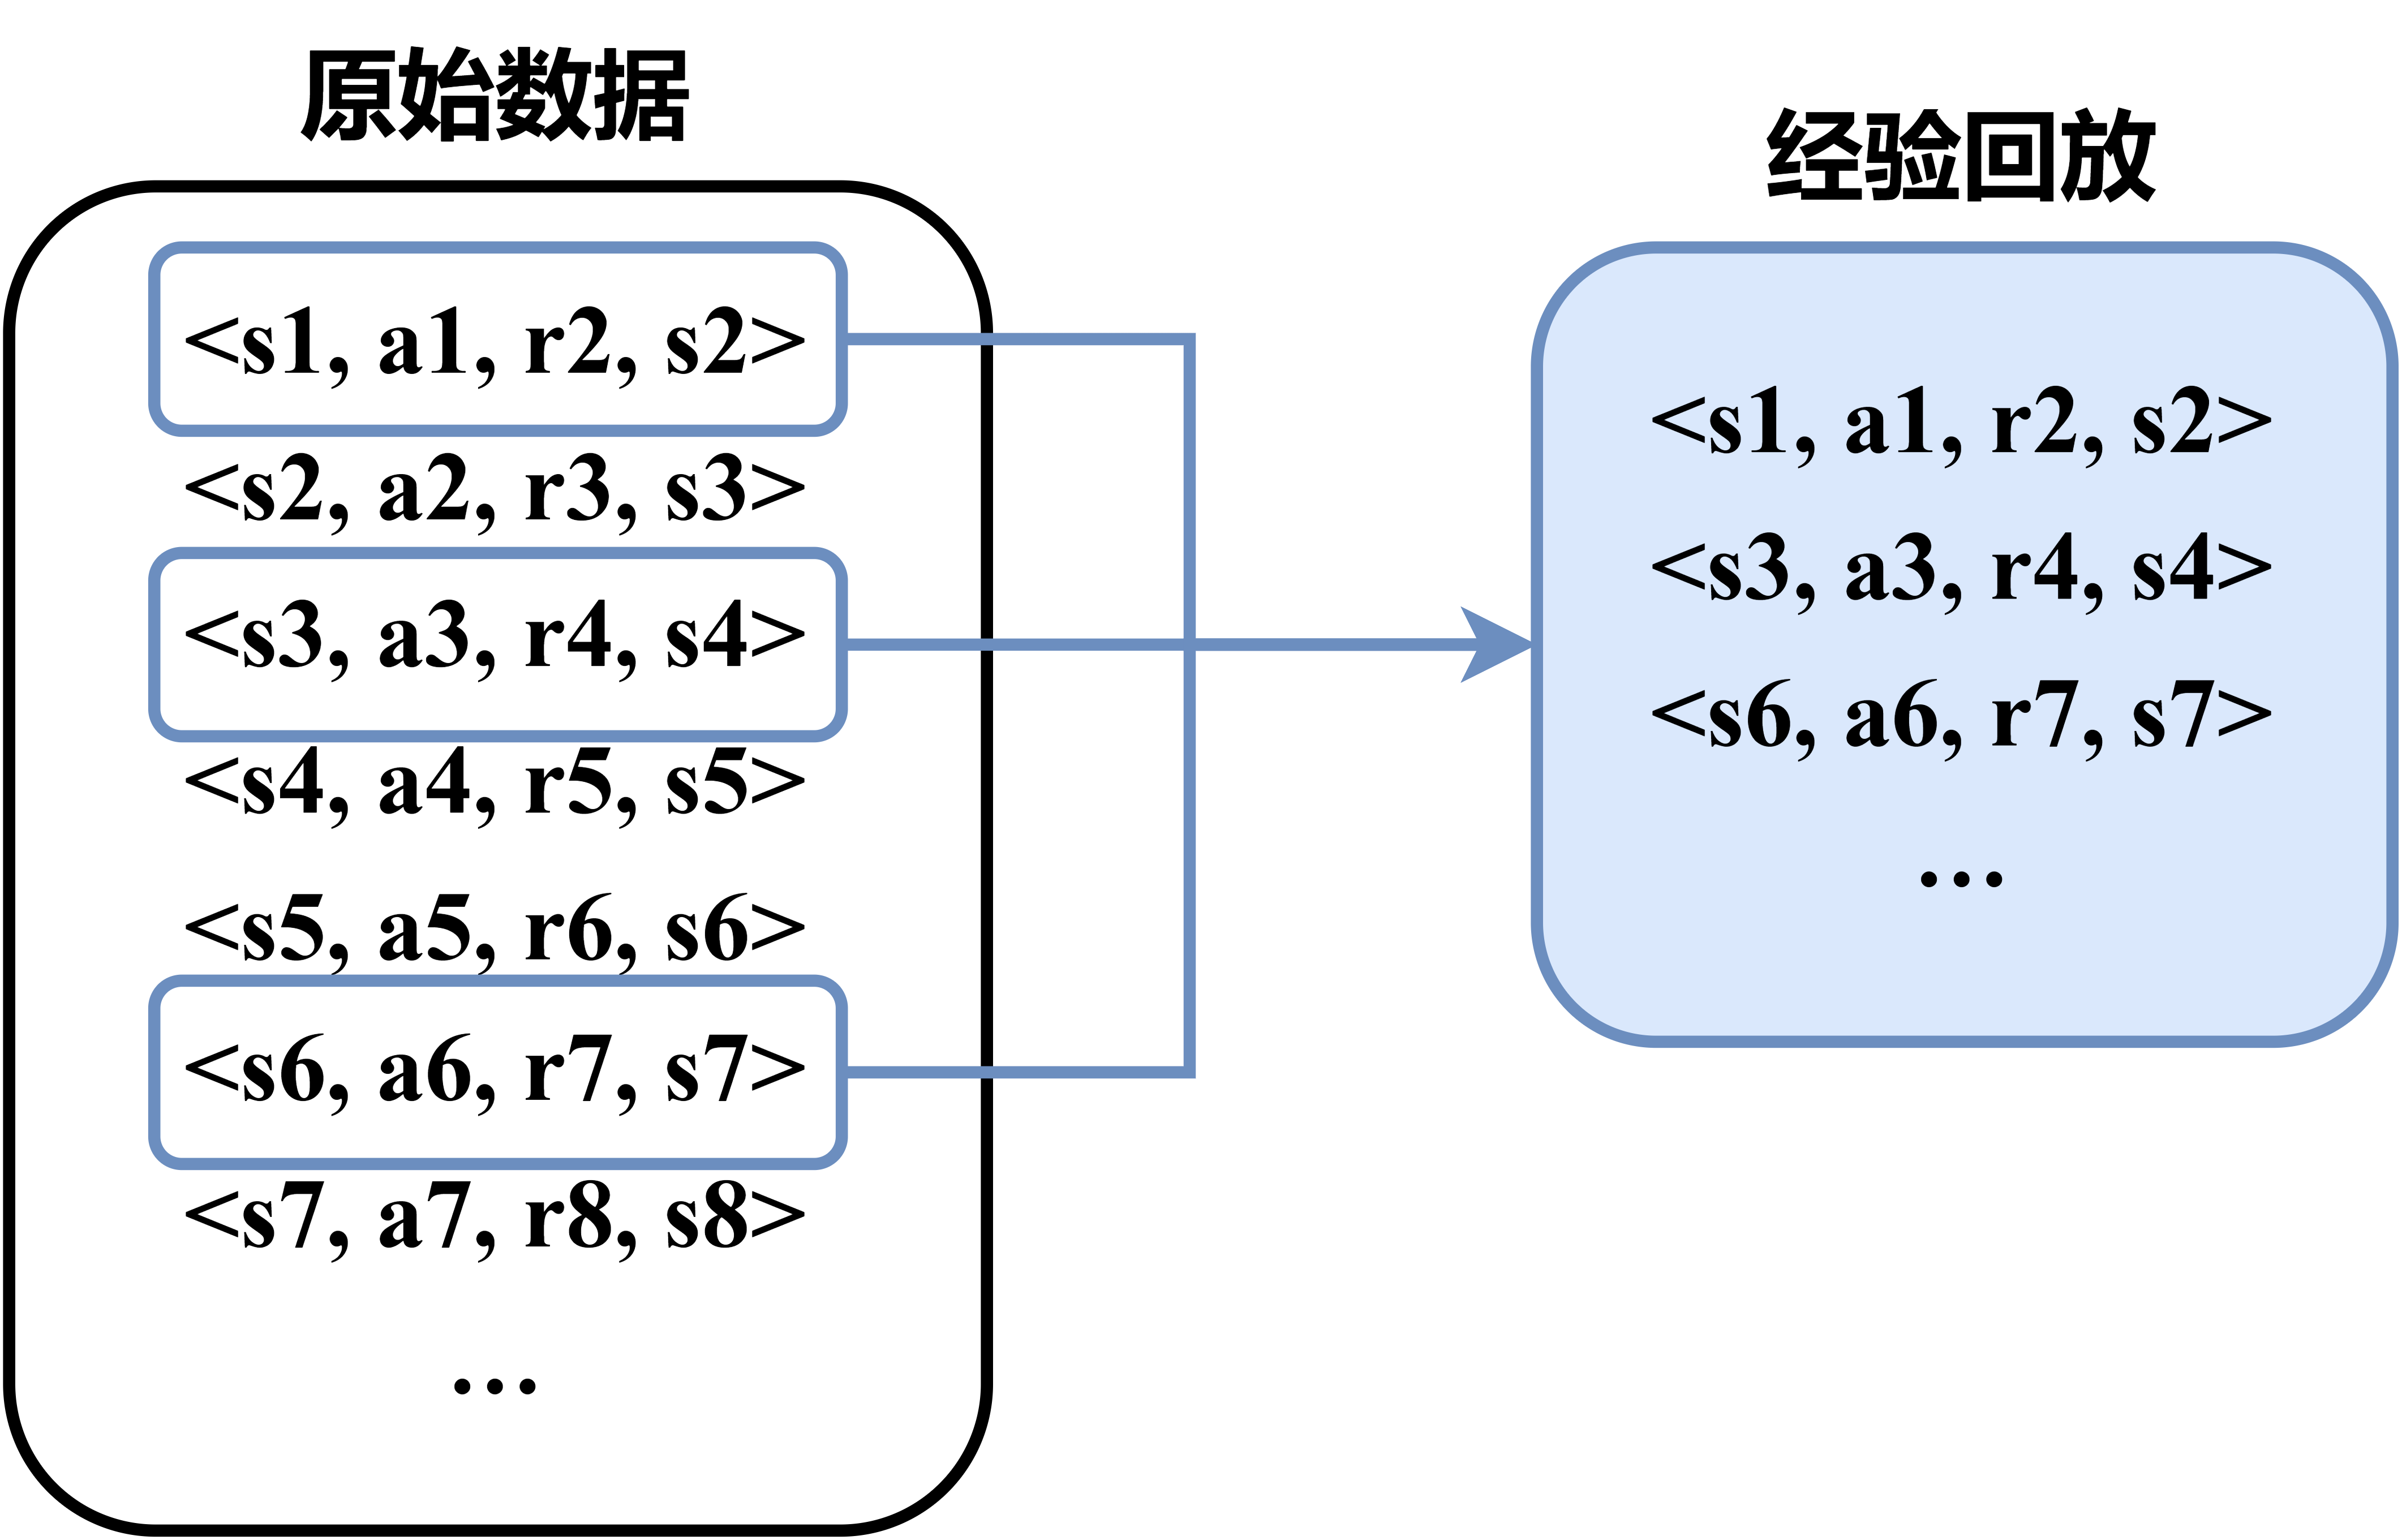 原始数据
<s1, a1, r2, s2>
<s2, a2, r3, s3>
<s3, a3, r4, s4>
<s4, a4, r5, s5>
<s5, a5, r6, s6>
<s6, a6, r7, s7>
<s7, a7, r8, s8>
...
经验回放
<s1, a1, r2, s2>
<s3, a3, r4, s4>
<s6, a6, r7, s7>
...